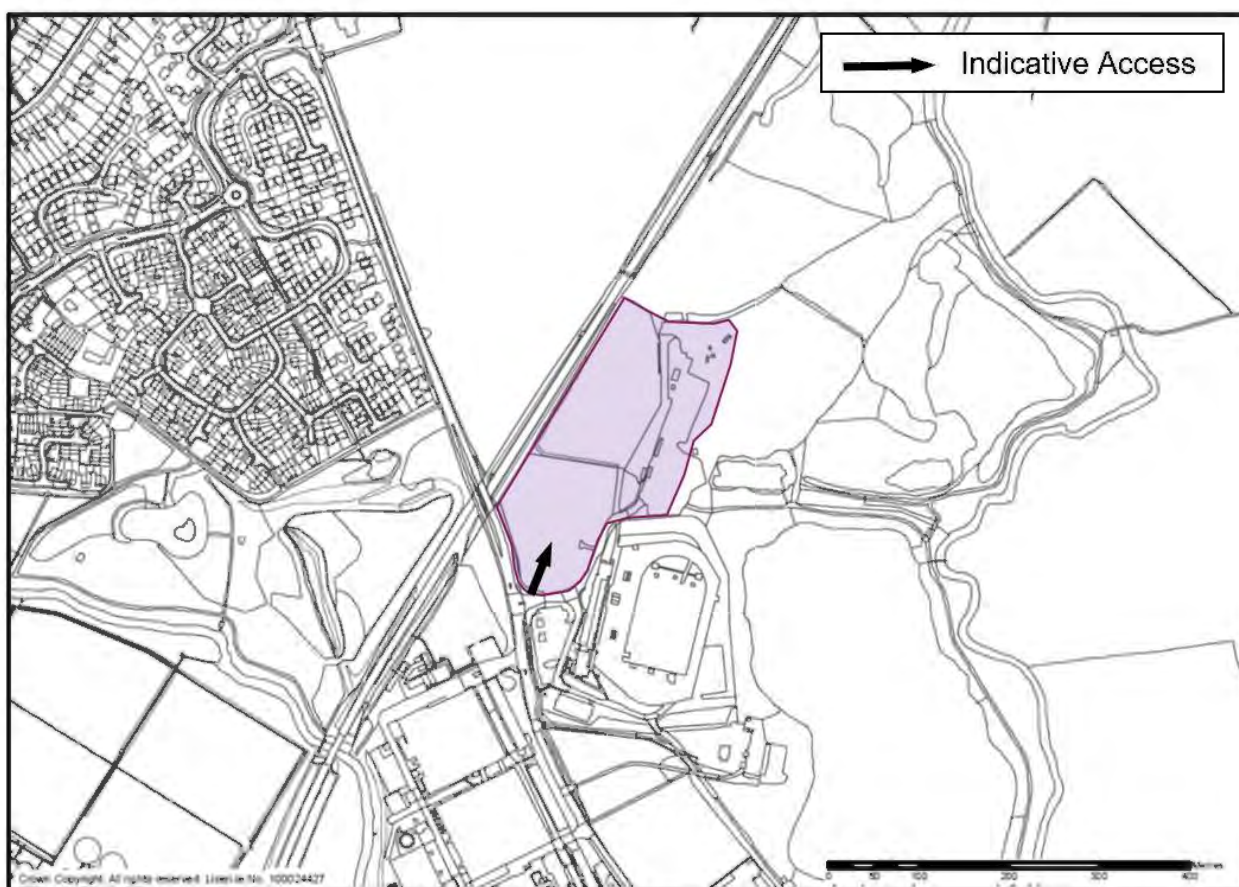 Indicative Access
Crown Copyright. All rights reserved. Licence No. 100024427
Metres
0 50 100 200 300 400